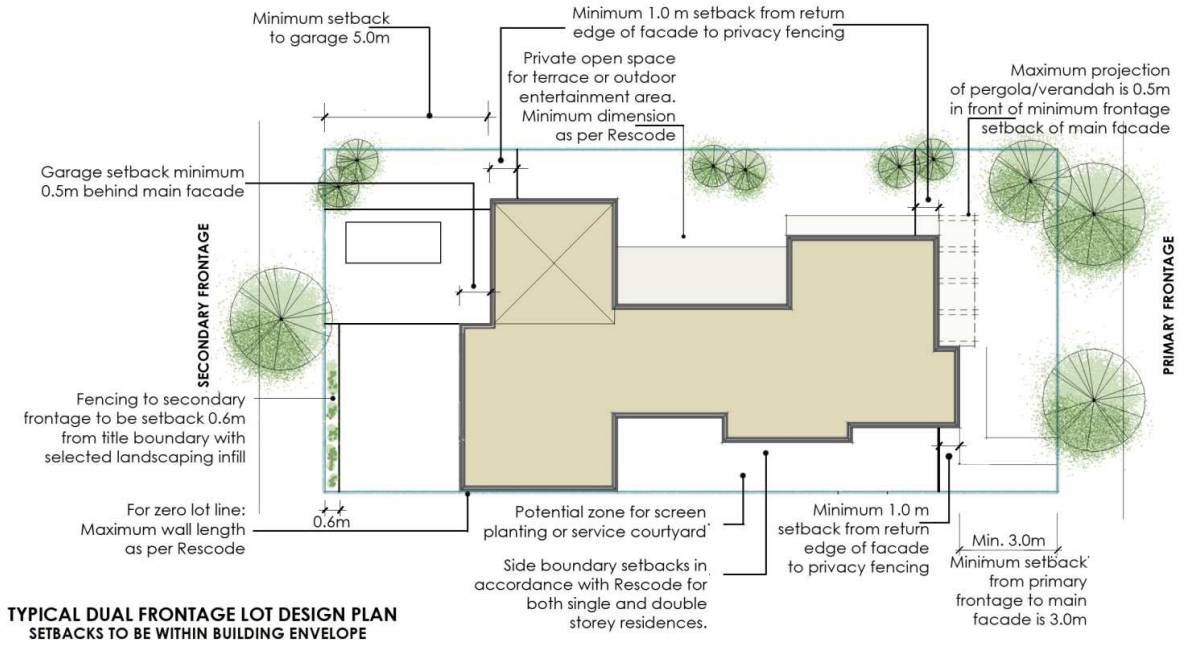 Minimum setback
to garage 5.0m
Minimum 1.0 m setback from return
edge of facade to privacy fencing
Private open space
for terrace or outdoor
entertainment area.
Minimum dimension
as per Rescode
Maximum projection
of pergola/verandah is 0.5m
in front of minimum frontage
setback of main facade
Garage setback minimum
0.5m behind main facade
SECONDARY FRONTAGE
PRIMARY FRONTAGE
Fencing to secondary
frontage to be setback 0.6m
from title boundary with
selected landscaping infill
For zero lot line:
Maximum wall length
as per Rescode
0.6m
Potential zone for screen
planting or service courtyard
Side boundary setbacks in
accordance with Rescode for
both single and double
storey residences.
Minimum 1.0 m
setback from return
edge of facade
to privacy fencing
Min. 3.0m
Minimum setback
from primary
frontage to main
facade is 3.0m
TYPICAL DUAL FRONTAGE LOT DESIGN PLAN
SETBACKS TO BE WITHIN BUILDING ENVELOPE